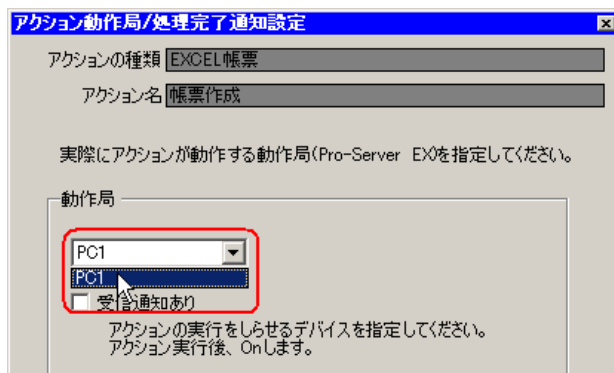 アクション動作局/処理完了通知設定
アクションの種類 EXCEL帳票
アクション名 帳票作成
実際にアクションが動作する動作局(Pro-Server EX)を指定してください。
動作局
PC1
PC1
受信通知あり
アクションの実行をしらせるデバイスを指定してください。
アクション実行後、Onします。